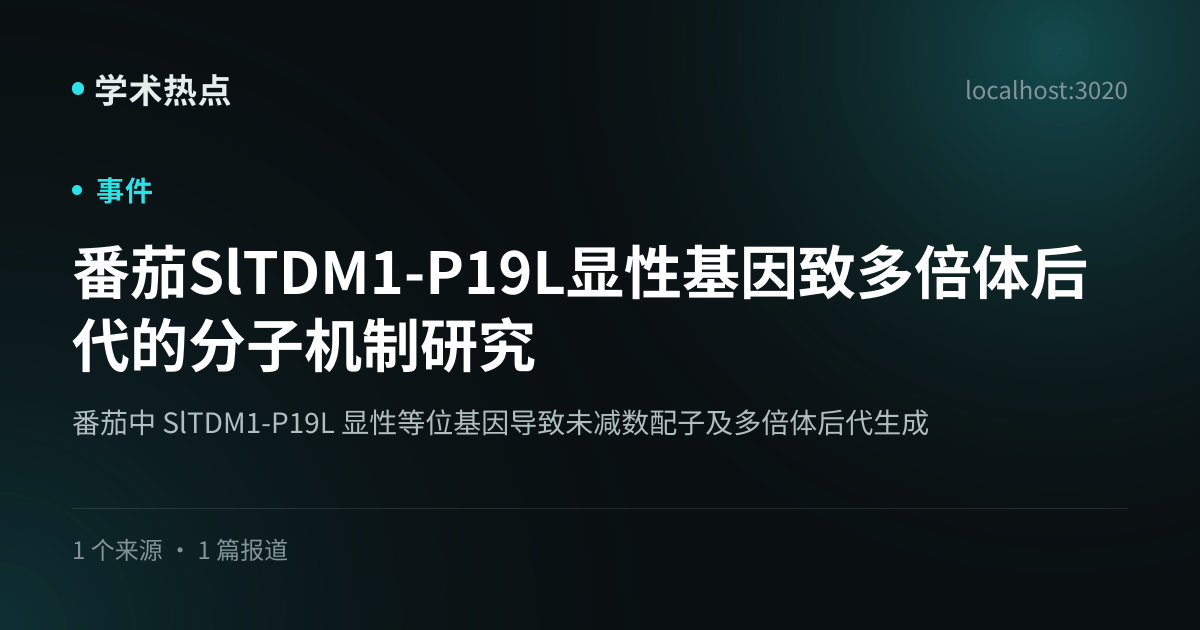 学术热点
localhost:3020
事件
番茄SlTDM1-P19L显性基因致多倍体后
代的分子机制研究
番茄中 SlTDM1-P19L 显性等位基因导致未减数配子及多倍体后代生成
1 个来源 · 1 篇报道